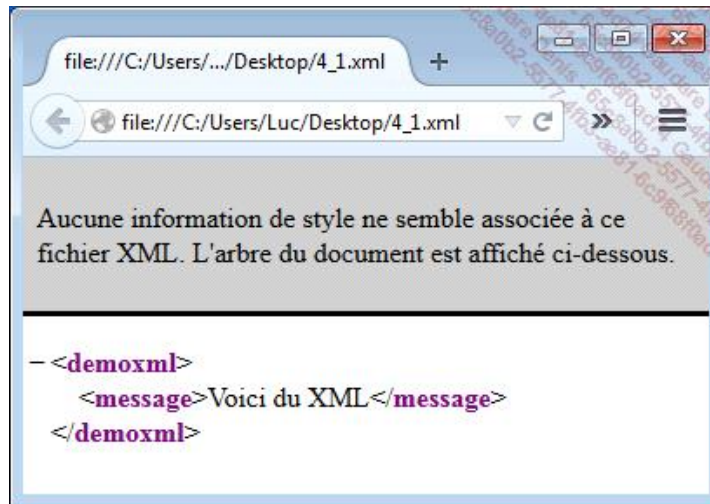 file:///C:/Users/.../Desktop/4_1.xml
+
file:///C:/Users/Luc/Desktop/4_1.xml
»
Aucune information de style ne semble associée à ce
fichier XML. L'arbre du document est affiché ci-dessous.
– <demoxml>
<message>Voici du XML</message>
</demoxml>